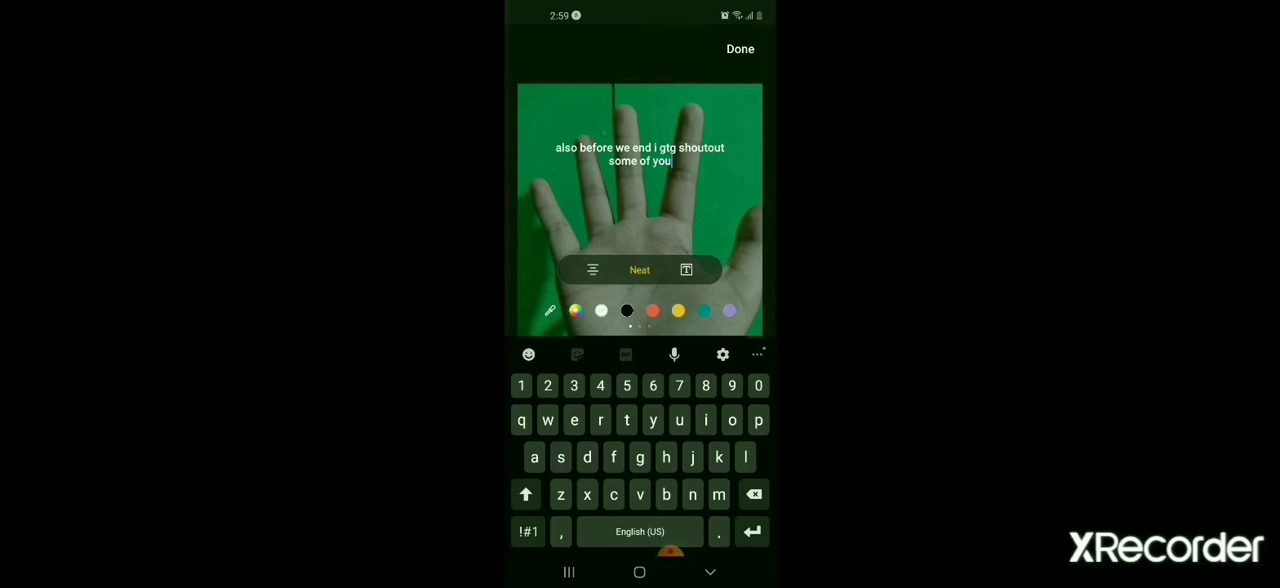 2:59
Done
also before we end i gtg shoutout
some of you
Neat
T
GIF
1 2 3 4 5 6 7 8 9 0
q w e r t y u i o p
a s d f g h j k l
z x c v b n m
!#1 , English (US) .
XRecorder